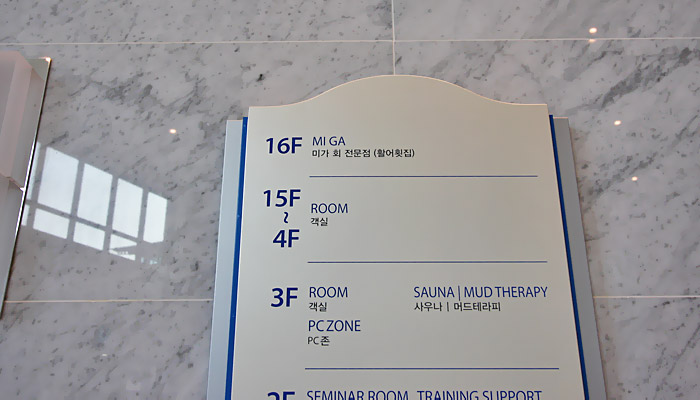 16F MI GA
미가 회 전문점 (활어횟집)
15F
~
4F
ROOM
객실
3F ROOM SAUNA | MUD THERAPY
객실 사우나 | 머드테라피
PC ZONE
PC존
2F SEMINAR ROOM TRAINING SUPPORT